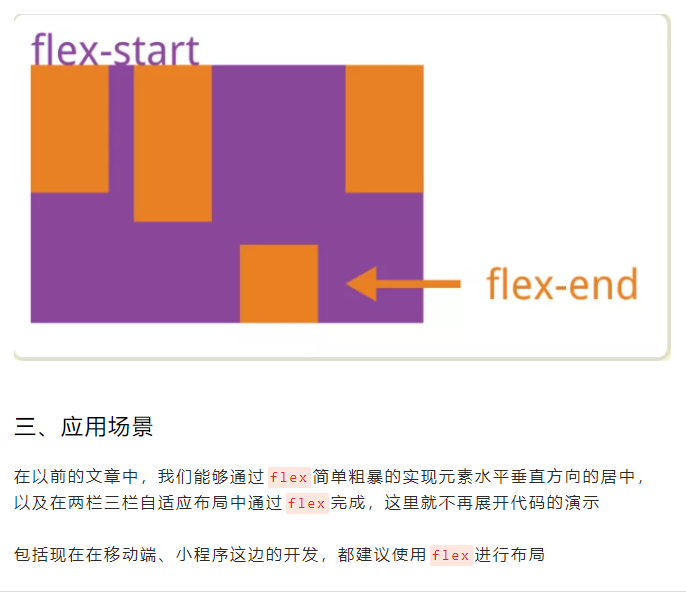 flex-start
flex-end
三、应用场景
在以前的文章中，我们能够通过 flex 简单粗暴的实现元素水平垂直方向的居中，
以及在两栏三栏自适应布局中通过 flex 完成，这里就不再展开代码的演示
包括现在在移动端、小程序这边的开发，都建议使用 flex 进行布局